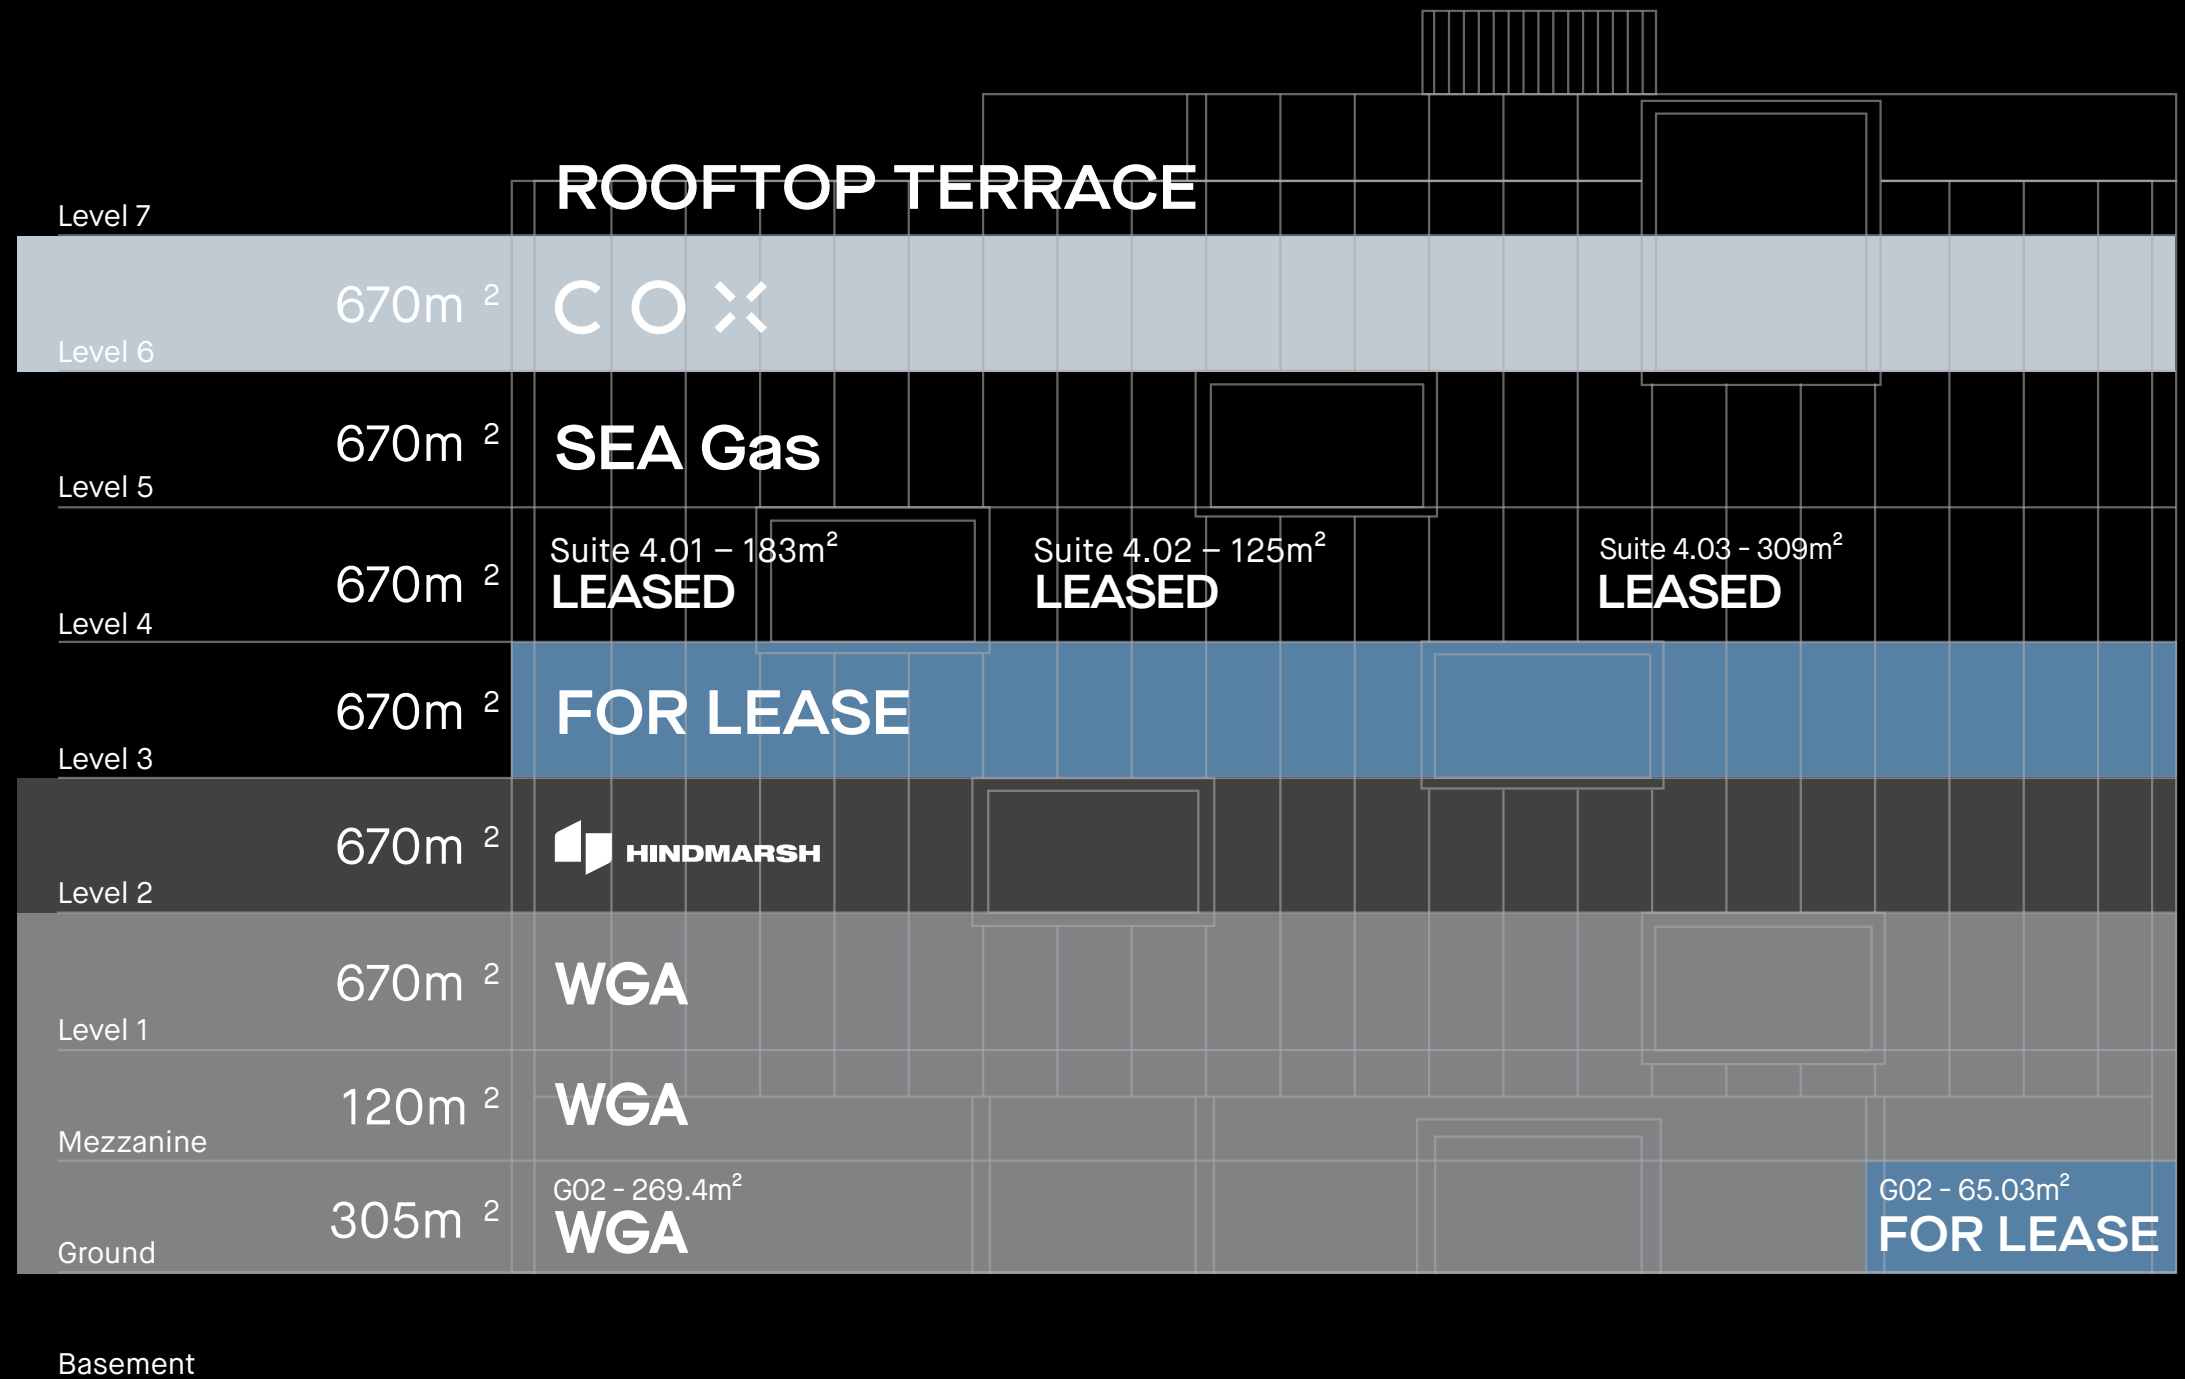 ROOFTOP TERRACE
Level 7
670m ²
COX
Level 6
670m ²
SEA Gas
Level 5
Suite 4.01 – 183m²
LEASED
Suite 4.02 – 125m²
LEASED
Suite 4.03 - 309m²
LEASED
670m ²
Level 4
670m ²
FOR LEASE
Level 3
670m ²
HINDMARSH
Level 2
670m ²
WGA
Level 1
120m ²
WGA
Mezzanine
G02 - 269.4m²
WGA
G02 - 65.03m²
FOR LEASE
305m ²
Ground
Basement